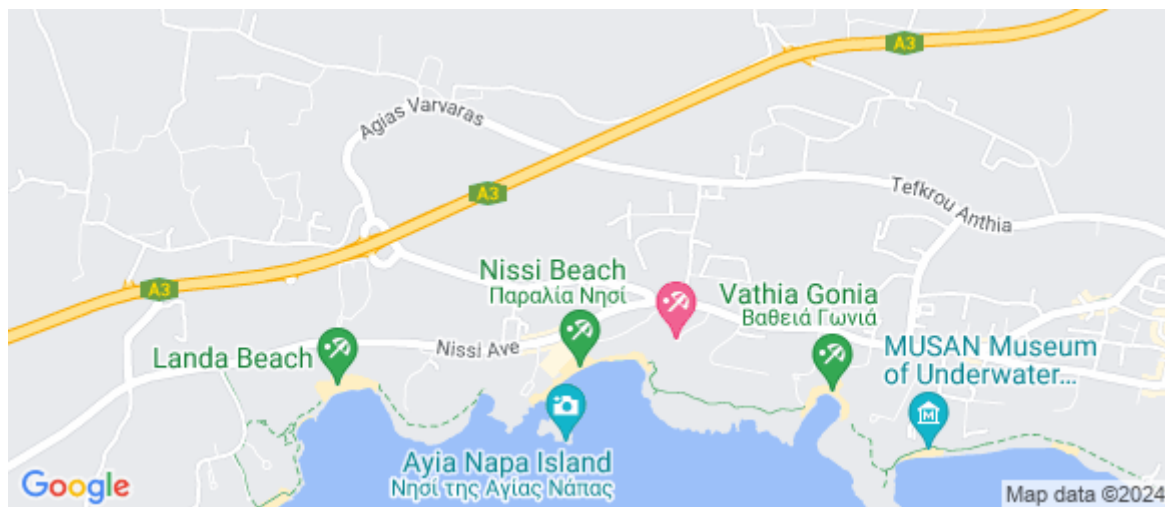 A3
Agias Varvaras
A3
Tefkrou Anthia
A3
Nissi Beach
Παραλία Νησί
Vathia Gonia
Βαθειά Γωνιά
Landa Beach
Nissi Ave
MUSAN Museum
of Underwater...
Ayia Napa Island
Νησί της Αγίας Νάπας
M
Google
Map data ©2024